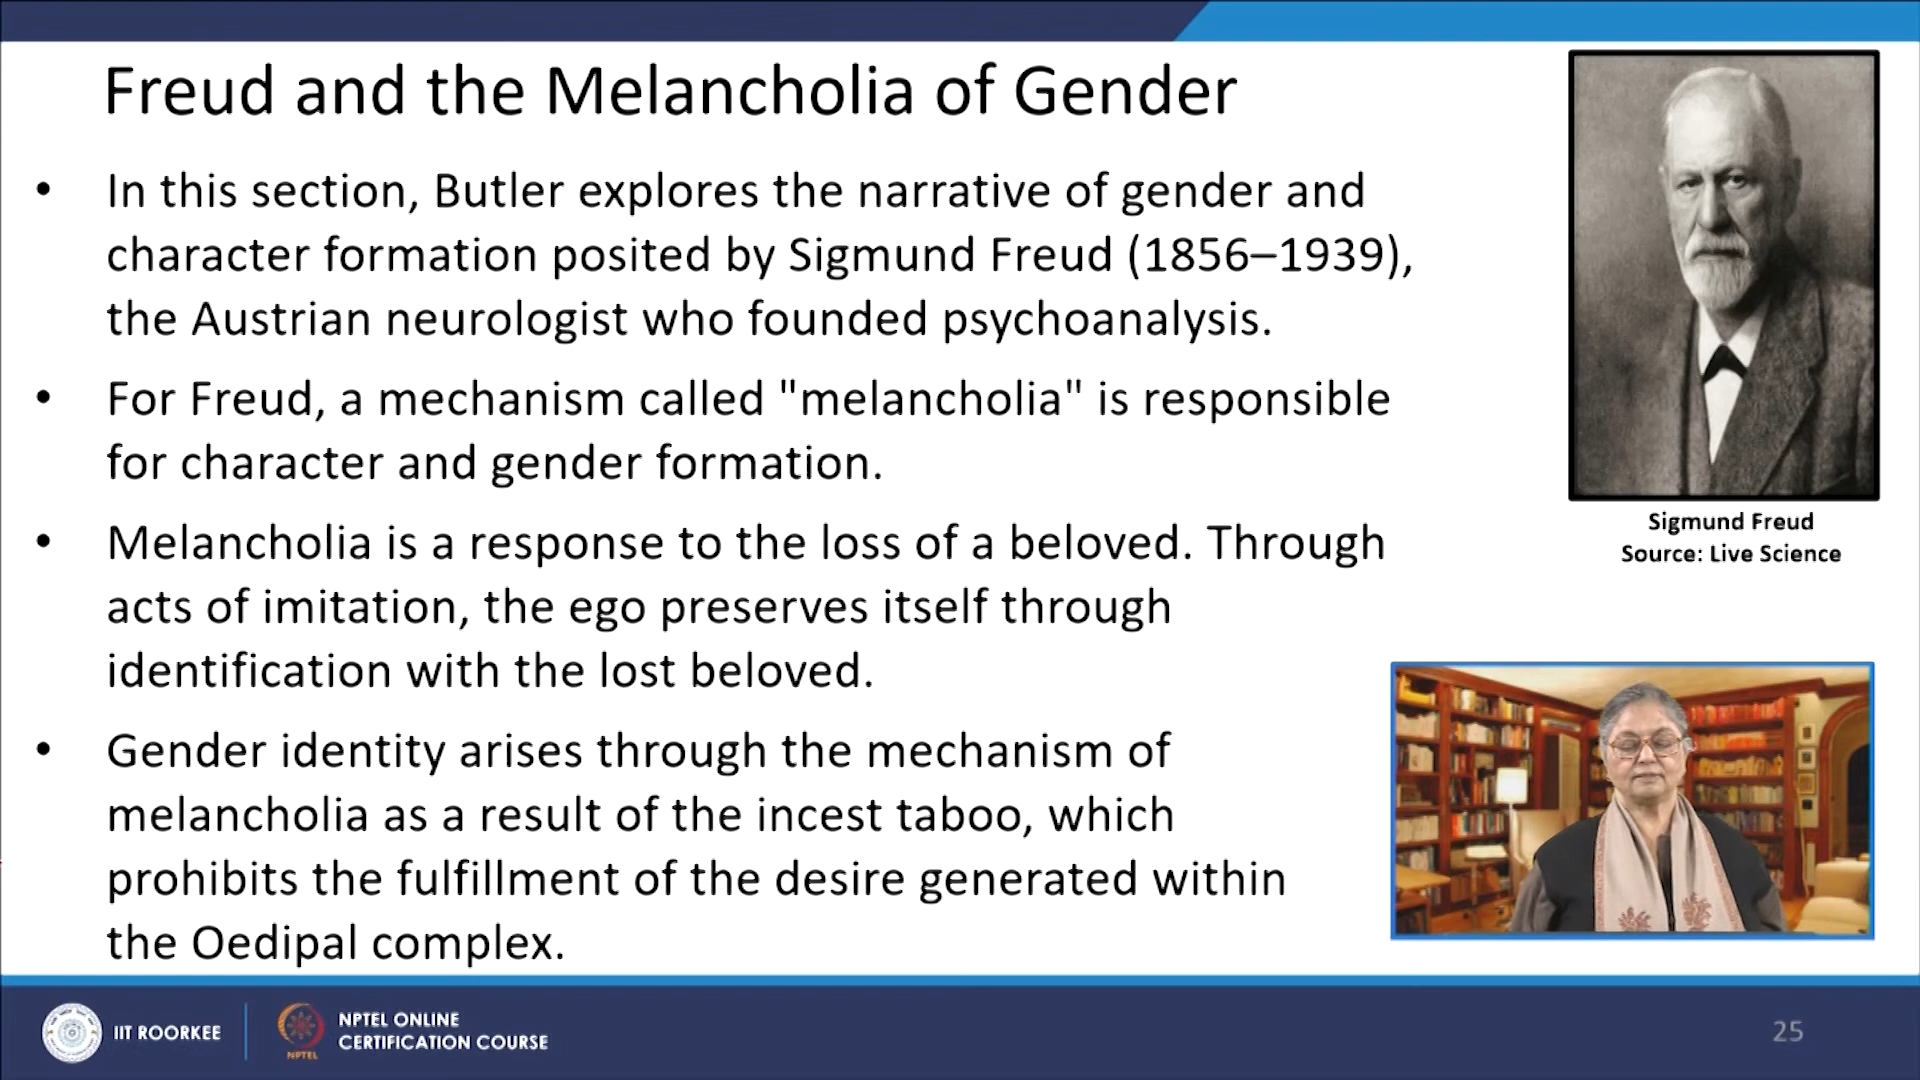 Freud and the Melancholia of Gender
• In this section, Butler explores the narrative of gender and
character formation posited by Sigmund Freud (1856–1939),
the Austrian neurologist who founded psychoanalysis.
• For Freud, a mechanism called "melancholia" is responsible
for character and gender formation.
• Melancholia is a response to the loss of a beloved. Through
acts of imitation, the ego preserves itself through
identification with the lost beloved.
• Gender identity arises through the mechanism of
melancholia as a result of the incest taboo, which
prohibits the fulfillment of the desire generated within
the Oedipal complex.
Sigmund Freud
Source: Live Science
IIT ROORKEE
NPTEL
NPTEL ONLINE
CERTIFICATION COURSE
25